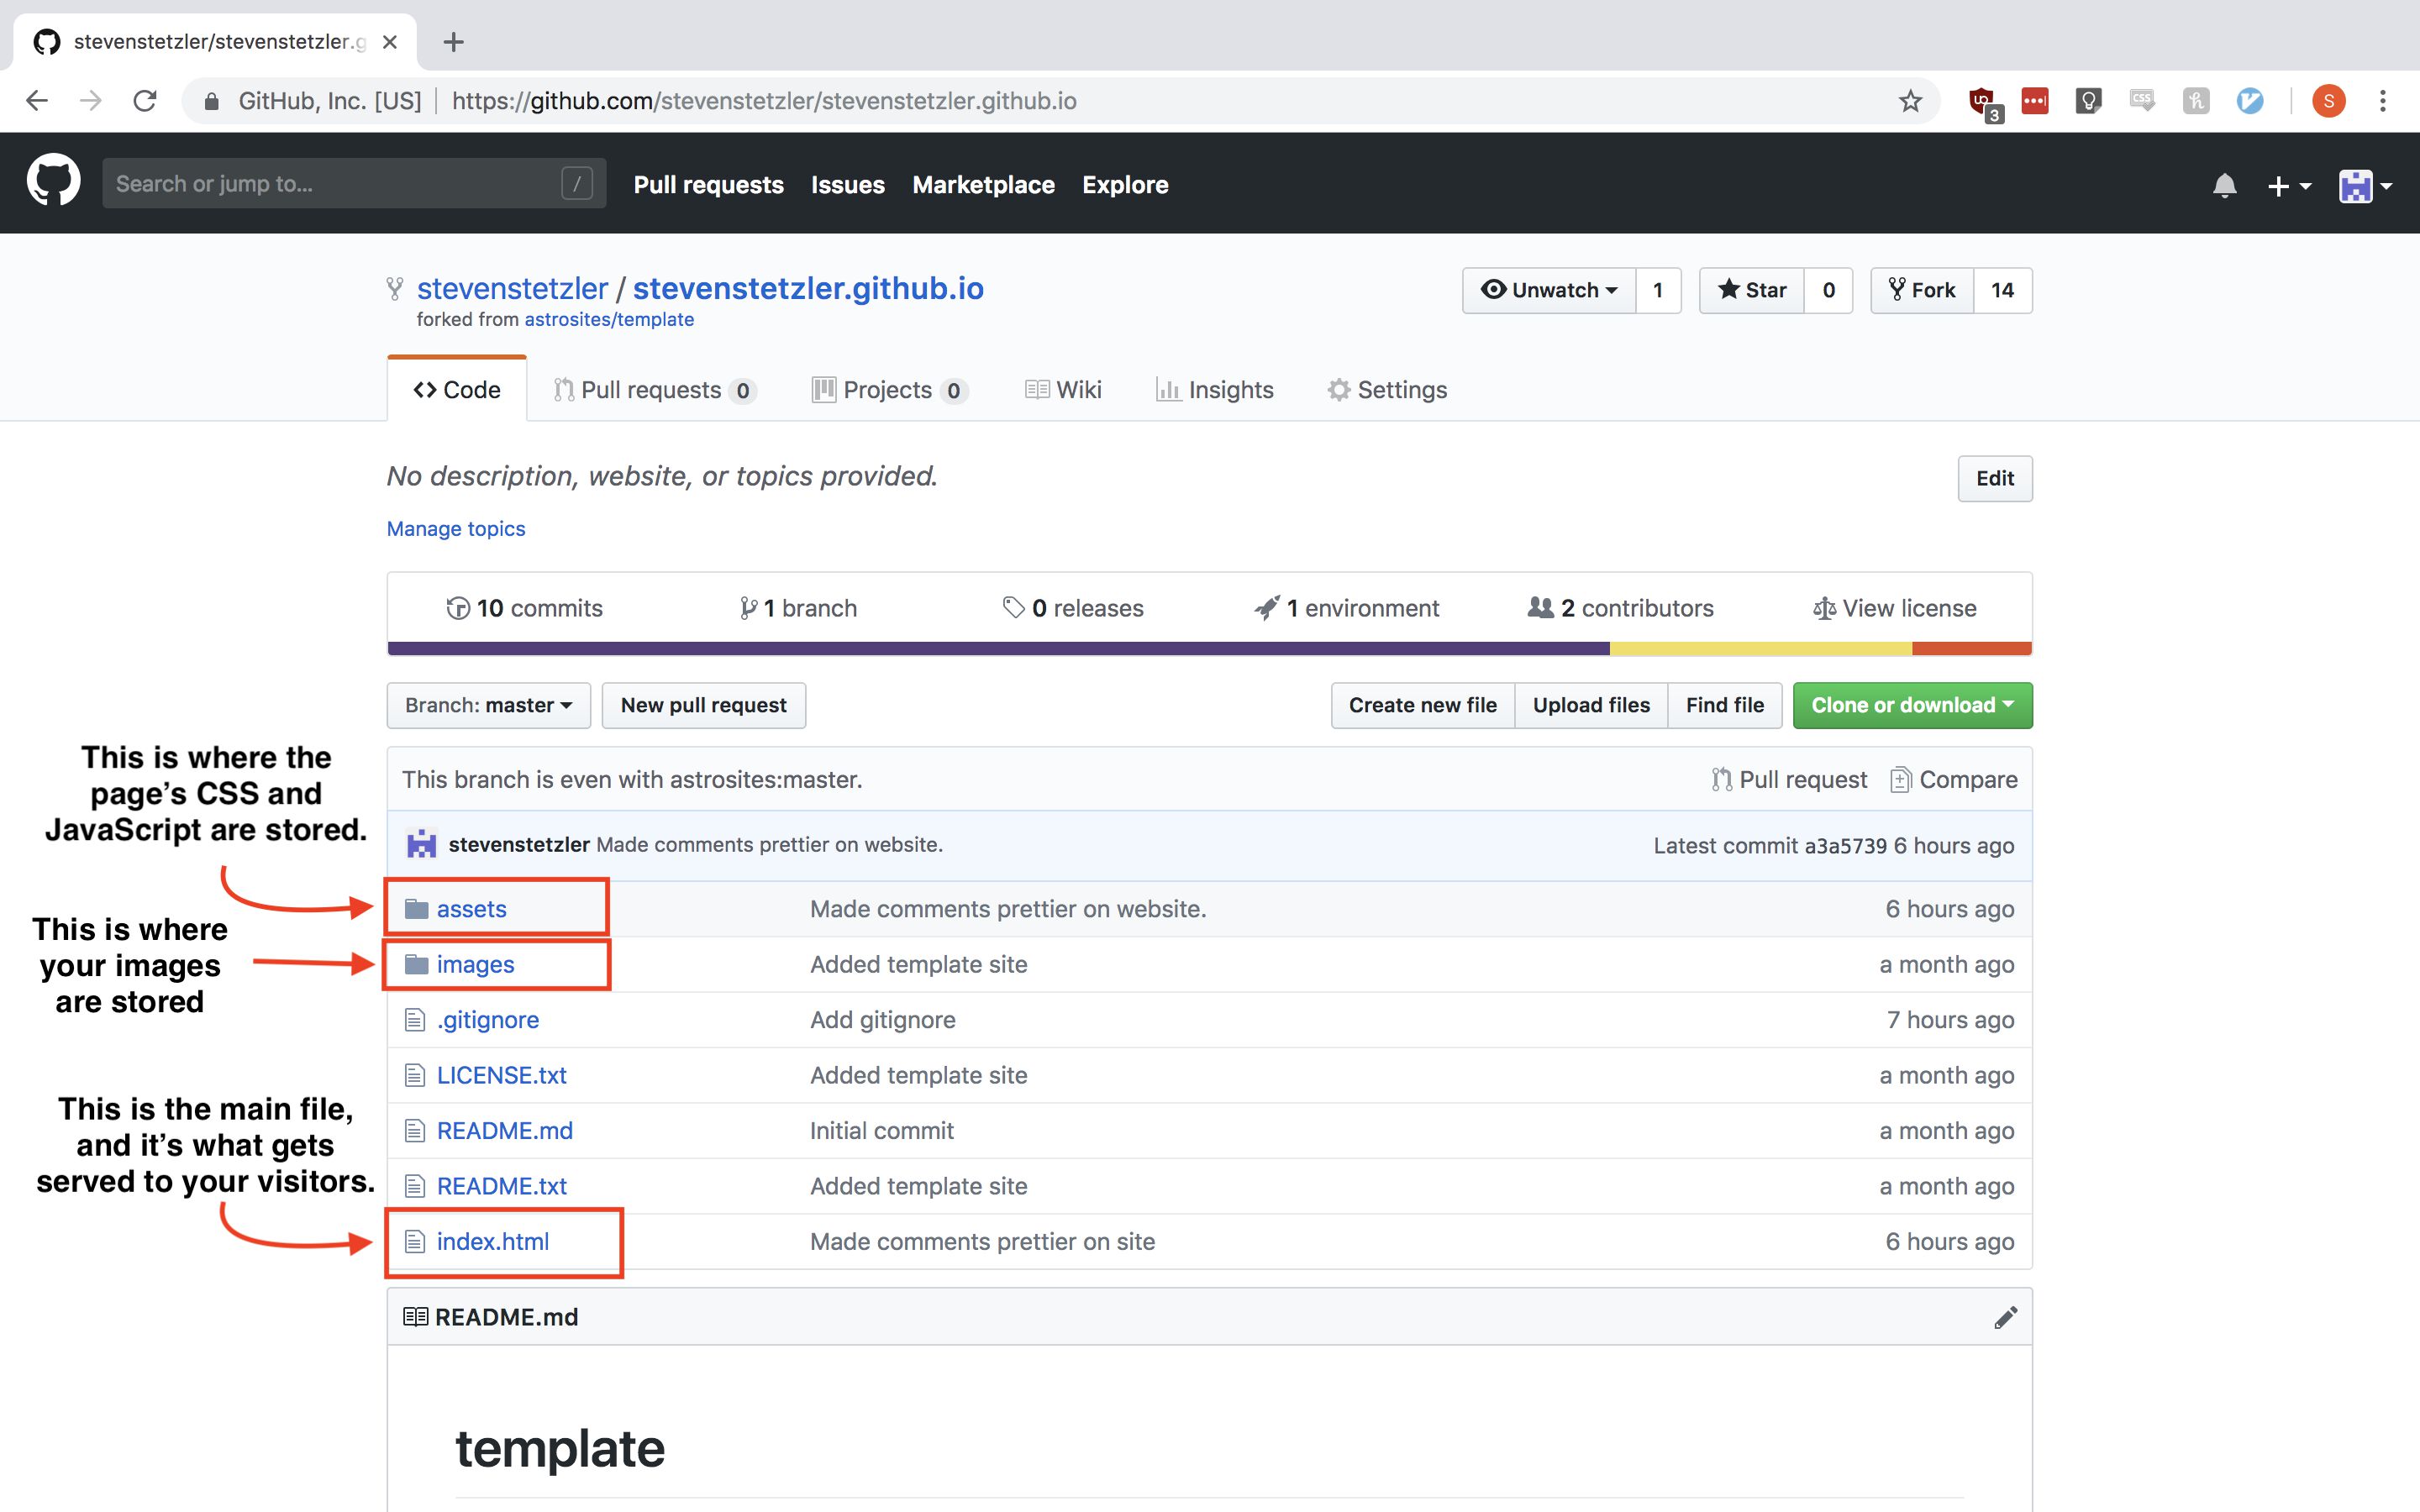 stevenstetzler/stevenstetzler.g
GitHub, Inc. [US] https://github.com/stevenstetzler/stevenstetzler.github.io
3
S
Search or jump to...
/
Pull requests Issues Marketplace Explore
stevenstetzler / stevenstetzler.github.io
Unwatch 1 Star 0 Fork 14
forked from astrosites/template
Code Pull requests 0 Projects 0 Wiki Insights Settings
No description, website, or topics provided.
Edit
Manage topics
10 commits 1 branch 0 releases 1 environment 2 contributors View license
Branch: master New pull request Create new file Upload files Find file Clone or download
This is where the
page's CSS and
JavaScript are stored.
This branch is even with astrosites:master. Pull request Compare
stevenstetzler Made comments prettier on website. Latest commit a3a5739 6 hours ago
assets Made comments prettier on website. 6 hours ago
This is where
your images
are stored
images Added template site a month ago
.gitignore Add gitignore 7 hours ago
LICENSE.txt Added template site a month ago
This is the main file,
and it's what gets
served to your visitors.
README.md Initial commit a month ago
README.txt Added template site a month ago
index.html Made comments prettier on site 6 hours ago
README.md
template